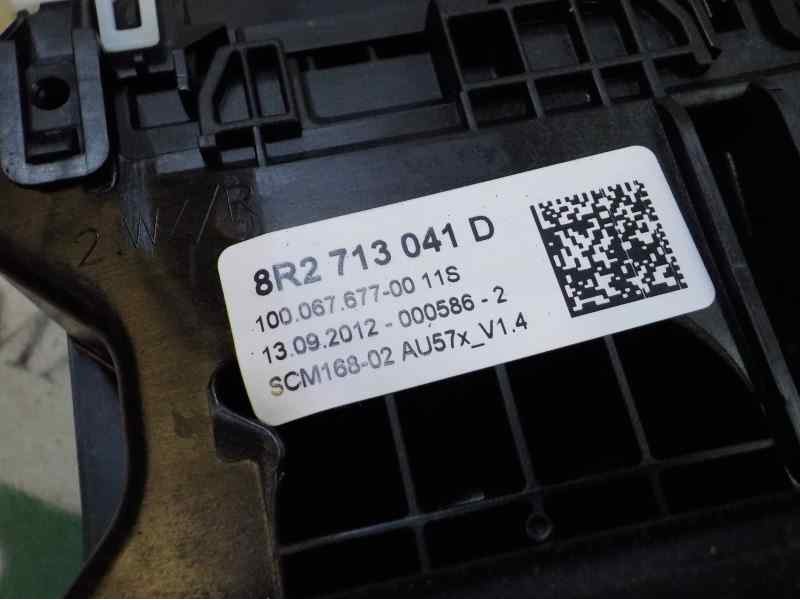 8R2 713 041 D
100.067.677-00 11S
13.09.2012 - 000586 - 2
SCM168-02 AU57x_V1.4